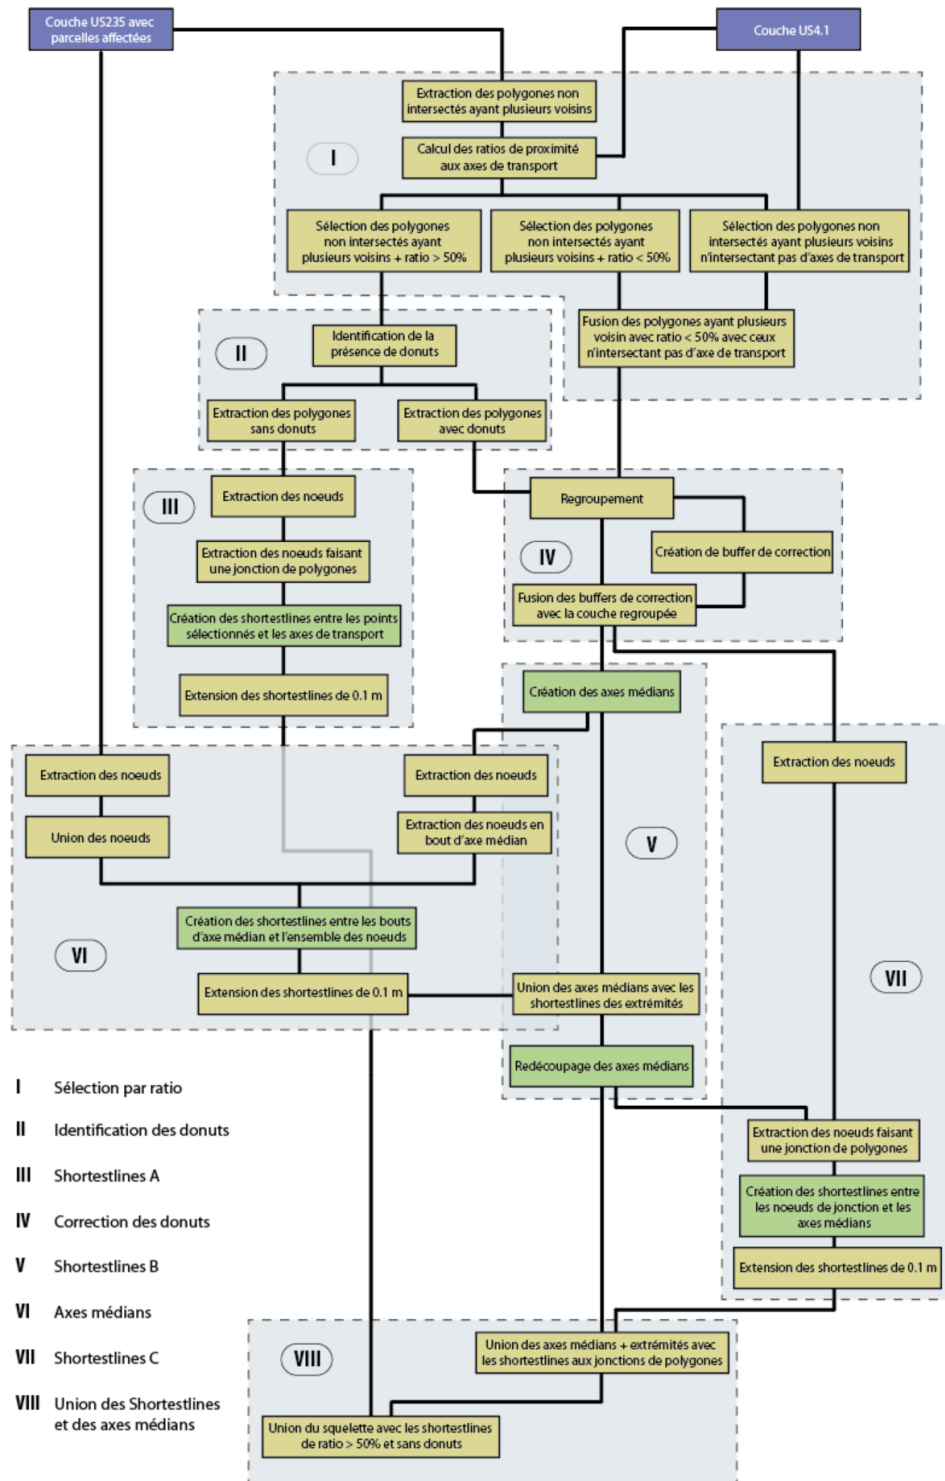 Couche US235 avec
parcelles affectées
Couche US4.1
Extraction des polygones non
intersectés ayant plusieurs voisins
I
Calcul des ratios de proximité
aux axes de transport
Sélection des polygones
non intersectés ayant
plusieurs voisins + ratio > 50%
Sélection des polygones
non intersectés ayant
plusieurs voisins + ratio < 50%
Sélection des polygones non
intersectés ayant plusieurs voisins
n'intersectant pas d'axes de transport
II
Identification de la
présence de donuts
Fusion des polygones ayant plusieurs
voisin avec ratio < 50% avec ceux
n'intersectant pas d'axe de transport
Extraction des polygones
sans donuts
Extraction des polygones
avec donuts
III
Extraction des noeuds
Regroupement
Extraction des noeuds faisant
une jonction de polygones
IV
Création de buffer de correction
Création des shortestlines entre les points
sélectionnés et les axes de transport
Fusion des buffers de correction
avec la couche regroupée
Extension des shortestlines de 0.1 m
Création des axes médians
Extraction des noeuds
Extraction des noeuds
Extraction des noeuds
Union des noeuds
Extraction des noeuds en
bout d'axe médian
V
Création des shortestlines entre les bouts
d'axe médian et l'ensemble des noeuds
VI
VII
Extension des shortestlines de 0.1 m
Union des axes médians avec les
shortestlines des extrémités
Redécoupage des axes médians
I Sélection par ratio
II Identification des donuts
III Shortestlines A
IV Correction des donuts
V Shortestlines B
VI Axes médians
VII Shortestlines C
VIII Union des Shortestlines
et des axes médians
Extraction des noeuds faisant
une jonction de polygones
Création des shortestlines entre
les noeuds de jonction et les
axes médians
Extension des shortestlines de 0.1 m
VIII
Union des axes médians + extrémités avec
les shortestlines aux jonctions de polygones
Union du squelette avec les shortestlines
de ratio > 50% et sans donuts